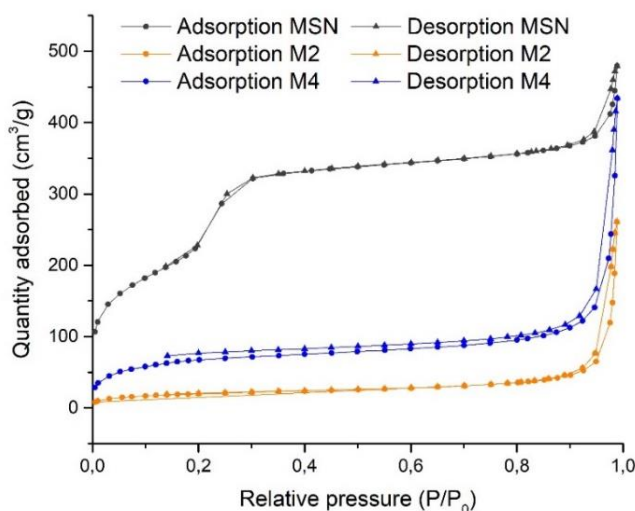 Adsorption MSN Desorption MSN
Adsorption M2 Desorption M2
Adsorption M4 Desorption M4
Quantity adsorbed (cm³/g)
500
400
300
200
100
0
0,0 0,2 0,4 0,6 0,8 1,0
Relative pressure (P/P₀)